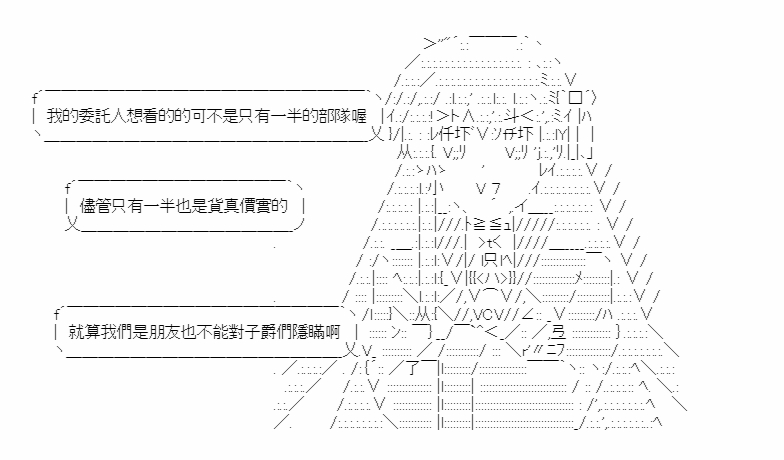 我的委託人想看的的可不是只有一半的部隊喔
儘管只有一半也是貨真價實的
就算我們是朋友也不能對子爵們隱瞞啊